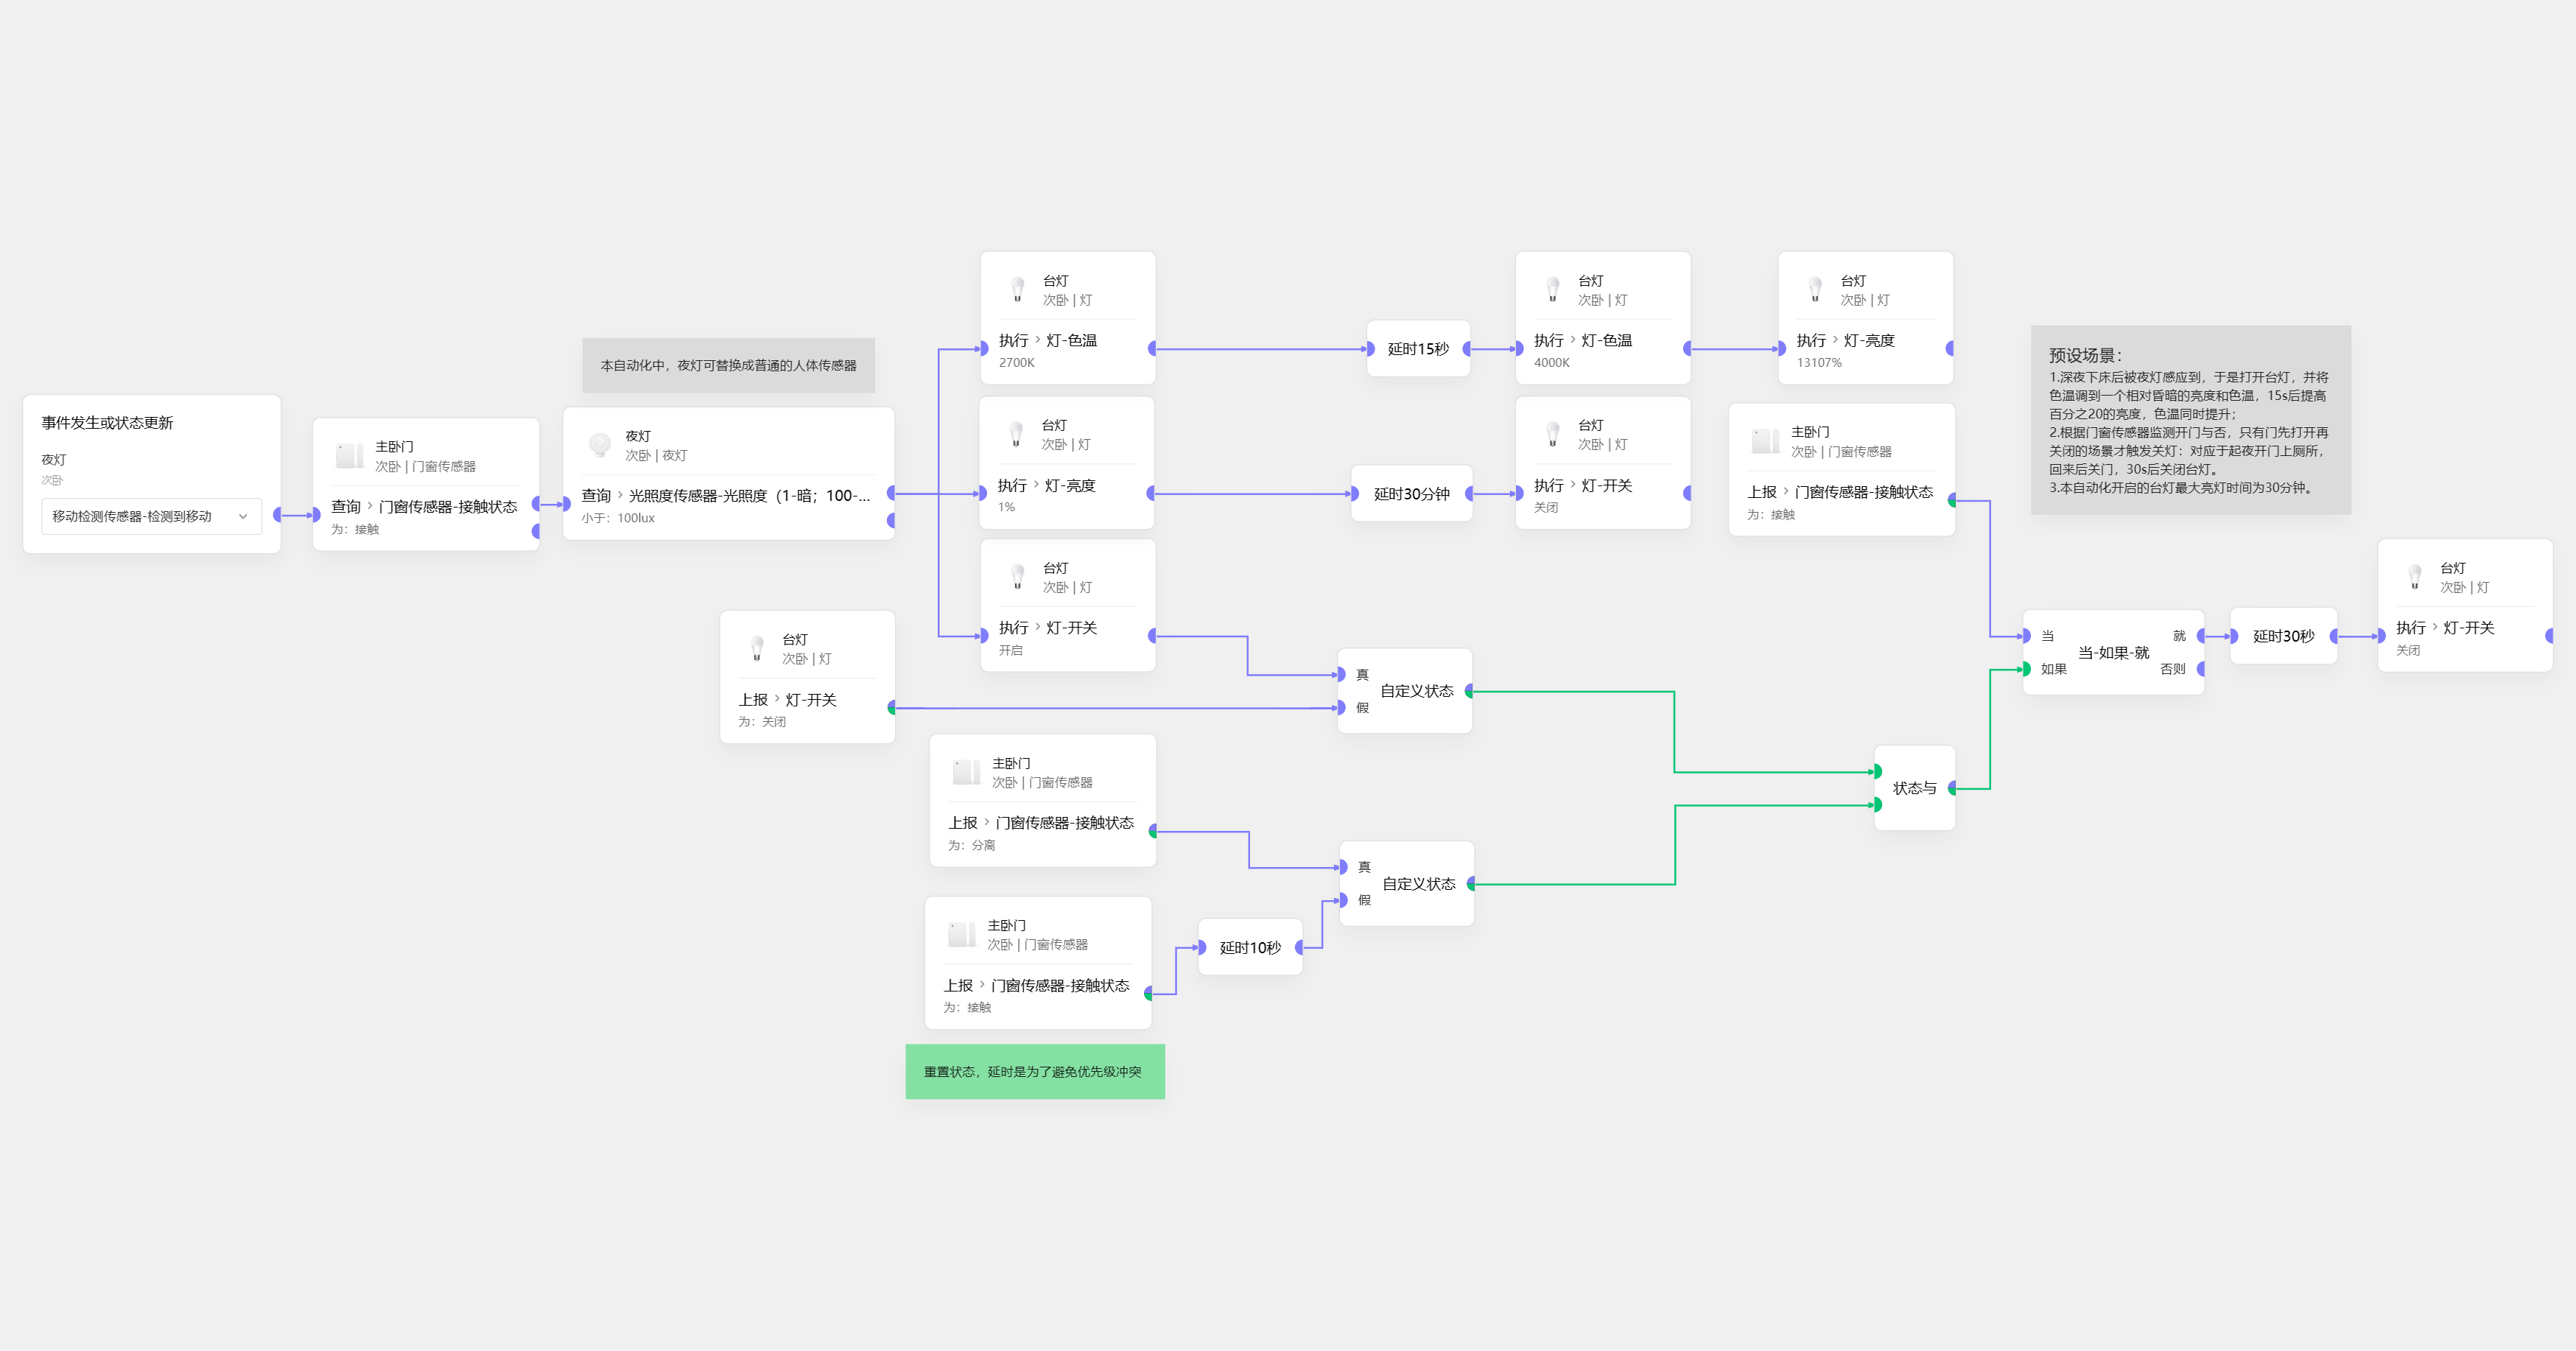 事件发生或状态更新
夜灯
次卧
移动检测传感器-检测到移动
主卧门
次卧 | 门窗传感器
查询 > 门窗传感器-接触状态
为：接触
本自动化中，夜灯可替换成普通的人体传感器
夜灯
次卧 | 夜灯
查询 > 光照度传感器-光照度（1-暗；100-...
小于：100lux
台灯
次卧 | 灯
执行 > 灯-色温
2700K
延时15秒
台灯
次卧 | 灯
执行 > 灯-色温
4000K
台灯
次卧 | 灯
执行 > 灯-亮度
13107%
台灯
次卧 | 灯
执行 > 灯-亮度
1%
延时30分钟
台灯
次卧 | 灯
执行 > 灯-开关
关闭
主卧门
次卧 | 门窗传感器
上报 > 门窗传感器-接触状态
为：接触
预设场景：
1.深夜下床后被夜灯感应到，于是打开台灯，并将
色温调到一个相对昏暗的亮度和色温，15s后提高
百分之20的亮度，色温同时提升；
2.根据门窗传感器监测开门与否，只有门先打开再
关闭的场景才触发关灯：对应于起夜开门上厕所，
回来后关门，30s后关闭台灯。
3.本自动化开启的台灯最大亮灯时间为30分钟。
台灯
次卧 | 灯
执行 > 灯-开关
开启
台灯
次卧 | 灯
上报 > 灯-开关
为：关闭
真
自定义状态
假
当
就
当-如果-就
如果
否则
延时30秒
台灯
次卧 | 灯
执行 > 灯-开关
关闭
主卧门
次卧 | 门窗传感器
上报 > 门窗传感器-接触状态
为：分离
状态与
真
自定义状态
假
主卧门
次卧 | 门窗传感器
上报 > 门窗传感器-接触状态
为：接触
延时10秒
重置状态，延时是为了避免优先级冲突